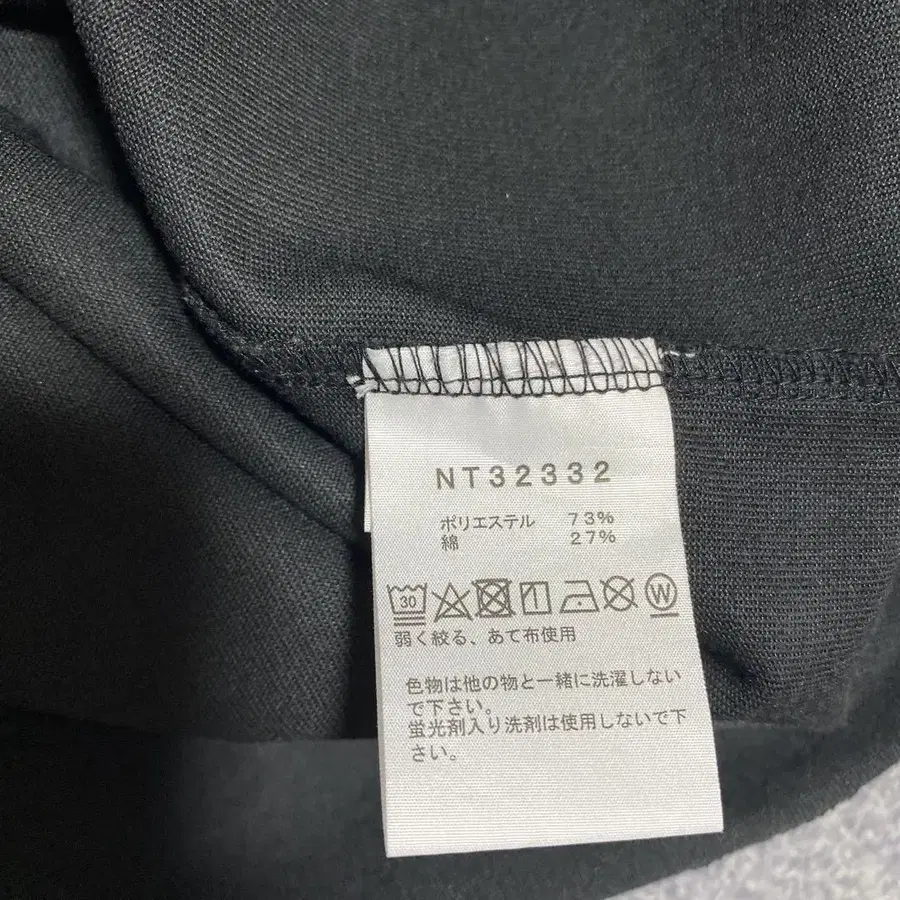 NT32332
ポリエステル 73%
綿 27%
30
W
弱く絞る、あて布使用
色物は他の物と一緒に洗濯しない
で下さい。
蛍光剤入り洗剤は使用しないで下
さい。